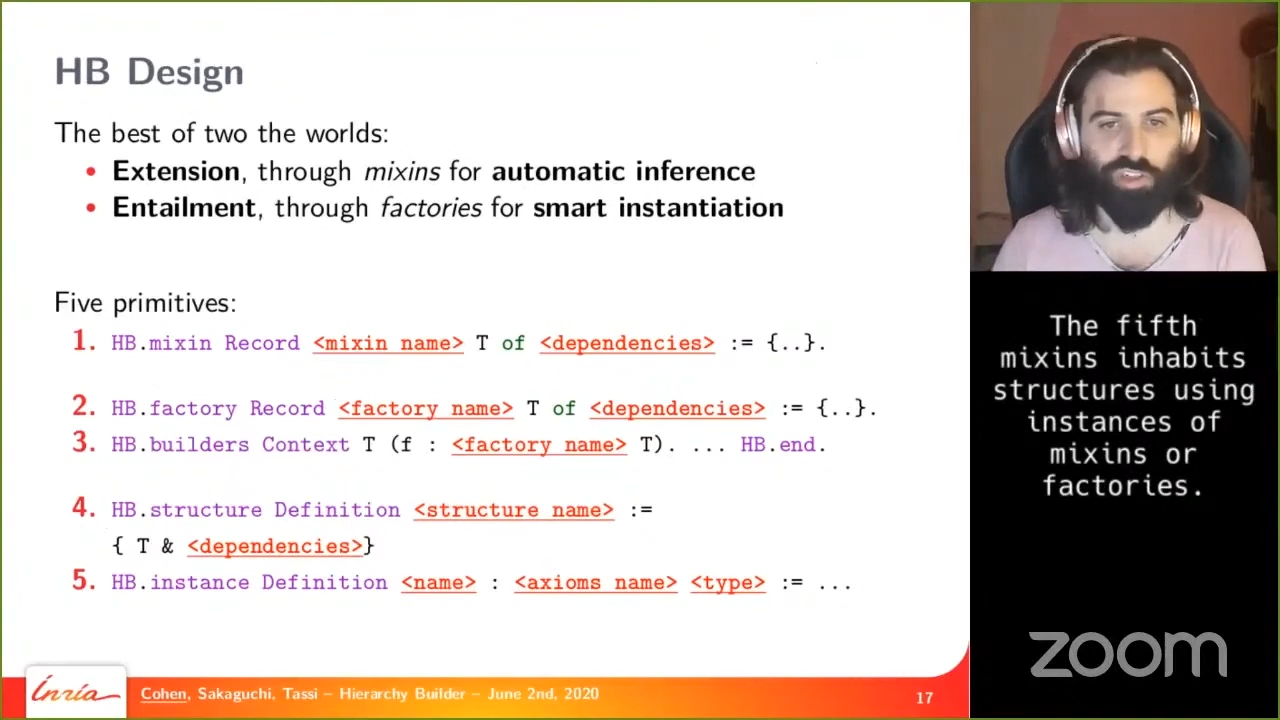 HB Design
The best of two the worlds:
• Extension, through mixins for automatic inference
• Entailment, through factories for smart instantiation
Five primitives:
1. HB.mixin Record <mixin name> T of <dependencies> := {..}.
2. HB.factory Record <factory name> T of <dependencies> := {..}.
3. HB.builders Context T (f : <factory name> T). ... HB.end.
4. HB.structure Definition <structure name> :=
{ T & <dependencies>}
5. HB.instance Definition <name> : <axioms name> <type> := ...
Inria
Cohen, Sakaguchi, Tassi – Hierarchy Builder – June 2nd, 2020
17
The fifth
mixins inhabits
structures using
instances of
mixins or
factories.
zoom